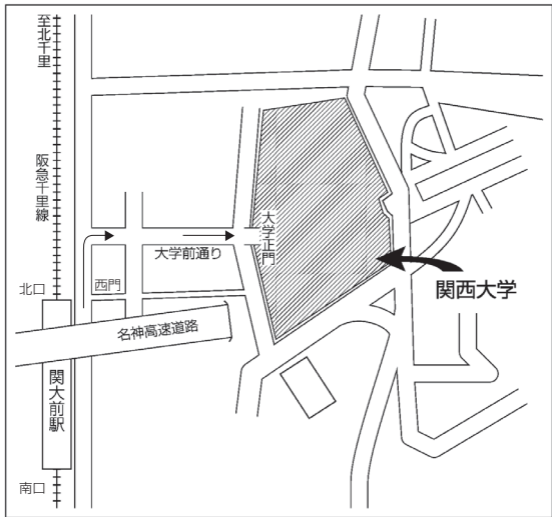 至北千里
阪急千里線
大学正門
大学前通り
西門
北口
関西大学
名神高速道路
関大前駅
南口